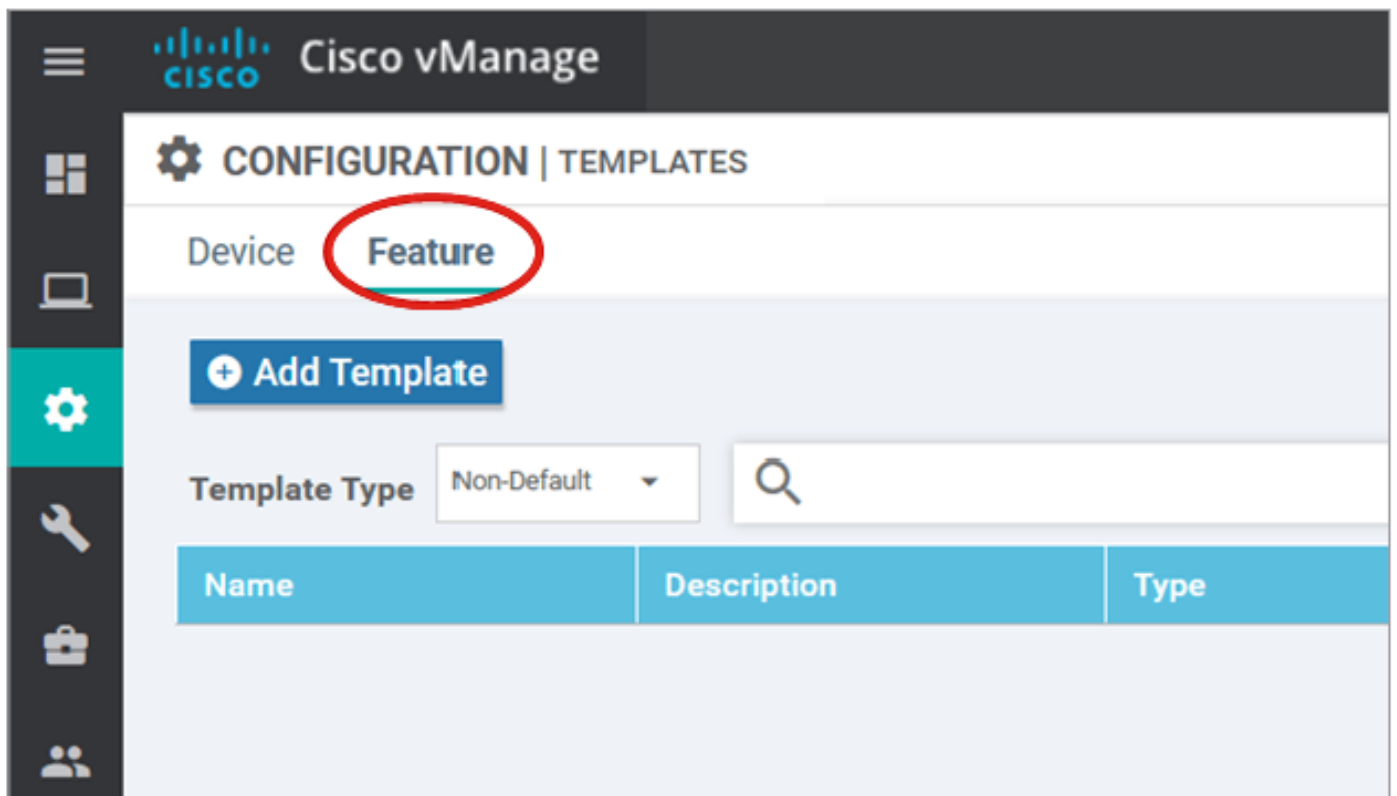 CISCO Cisco vManage
CONFIGURATION | TEMPLATES
Device Feature
Add Template
Template Type Non-Default
Name Description Type